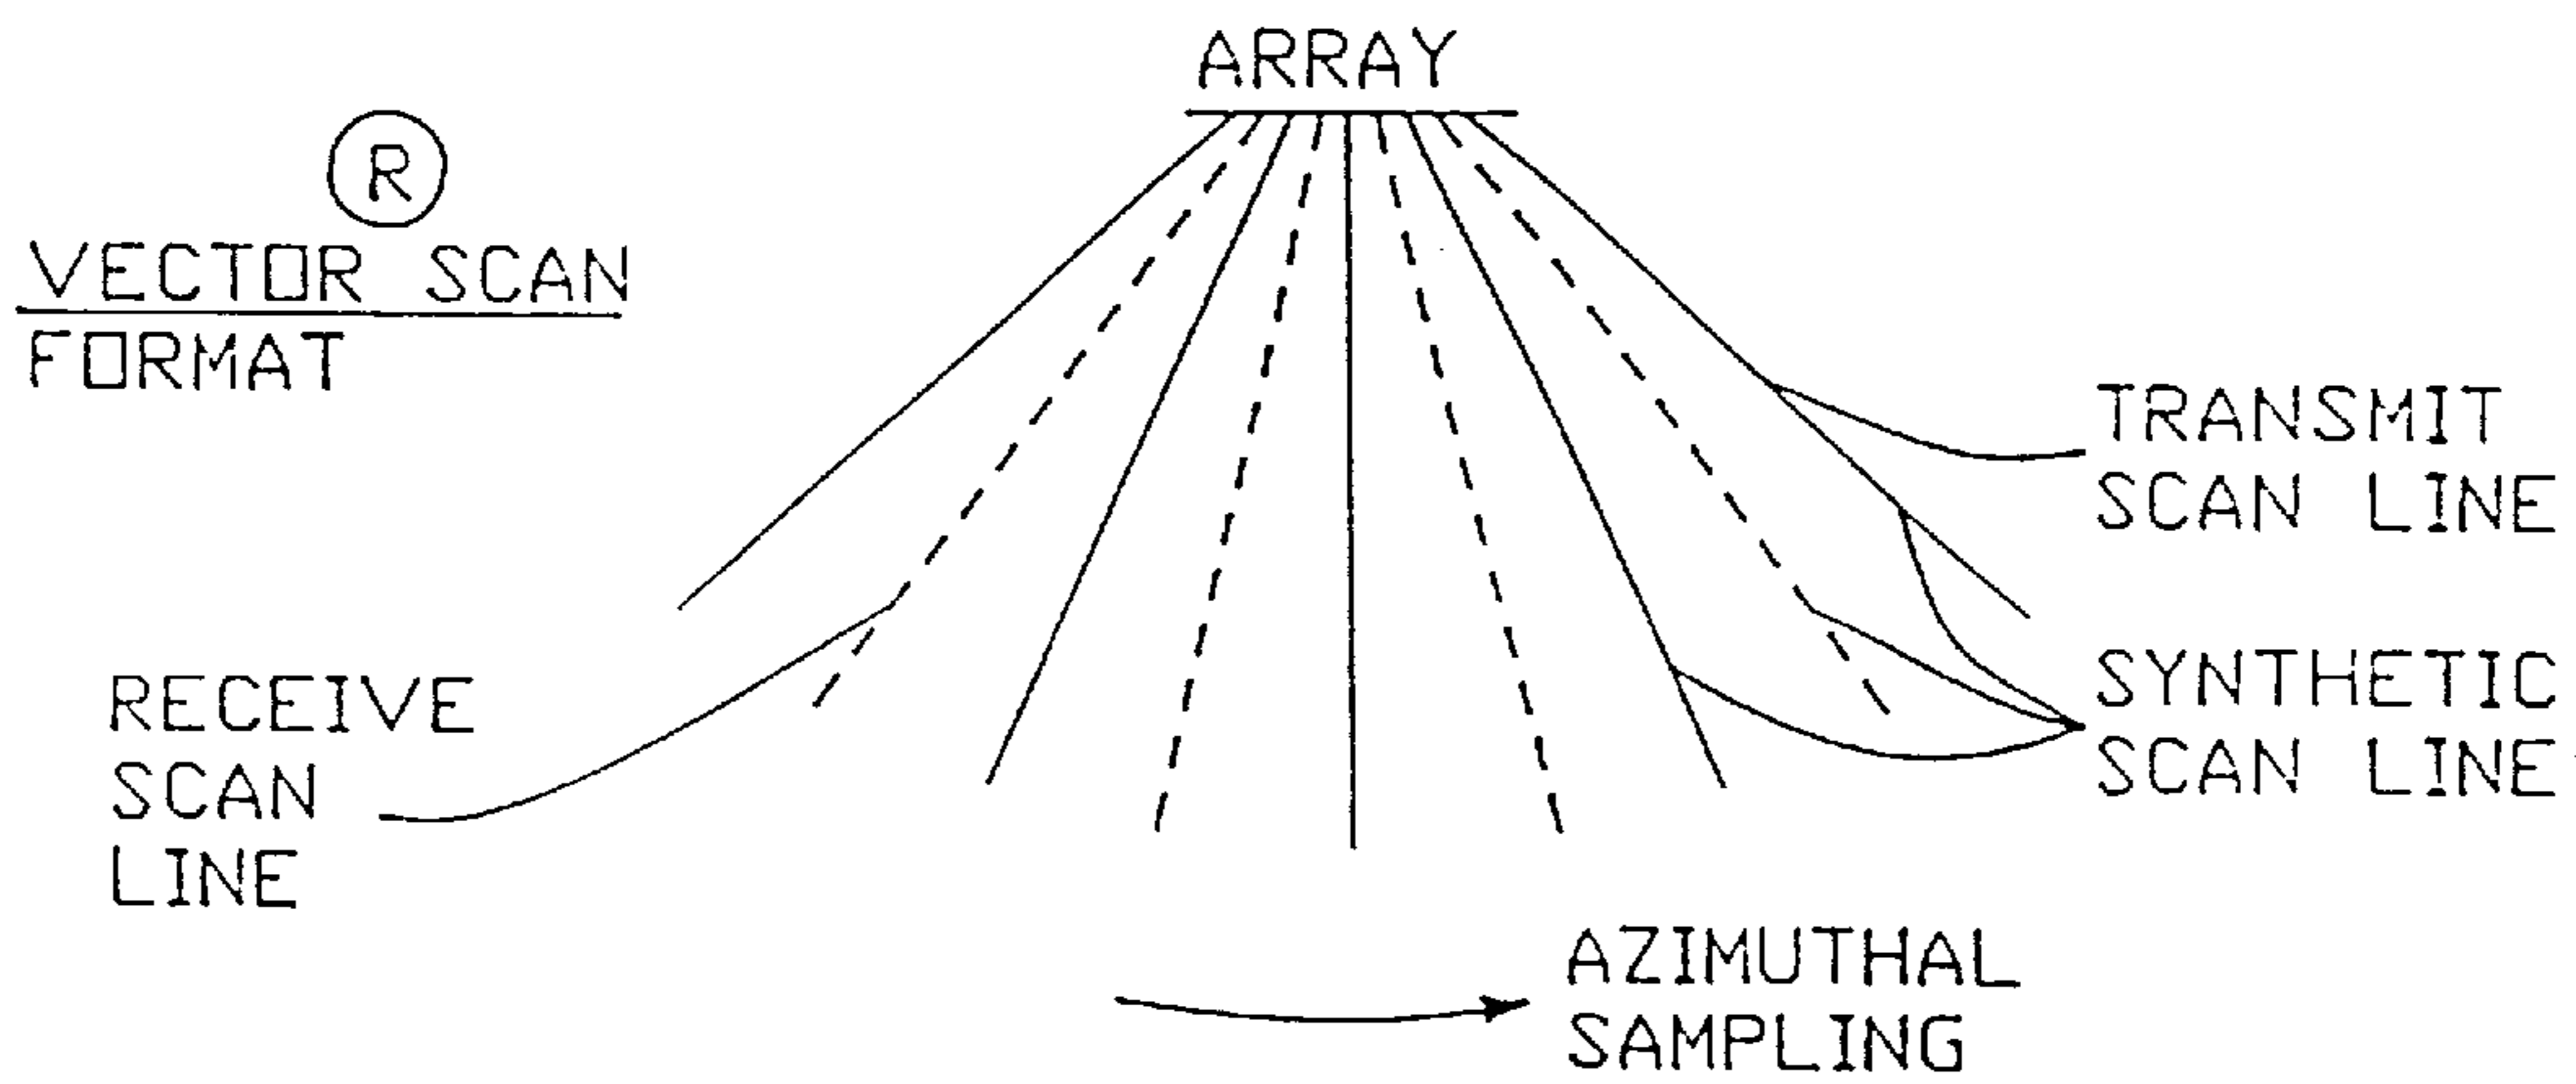 ARRAY
®
VECTOR SCAN
FORMAT
TRANSMIT
SCAN LINE
RECEIVE
SCAN
LINE
SYNTHETIC
SCAN LINE
AZIMUTHAL
SAMPLING